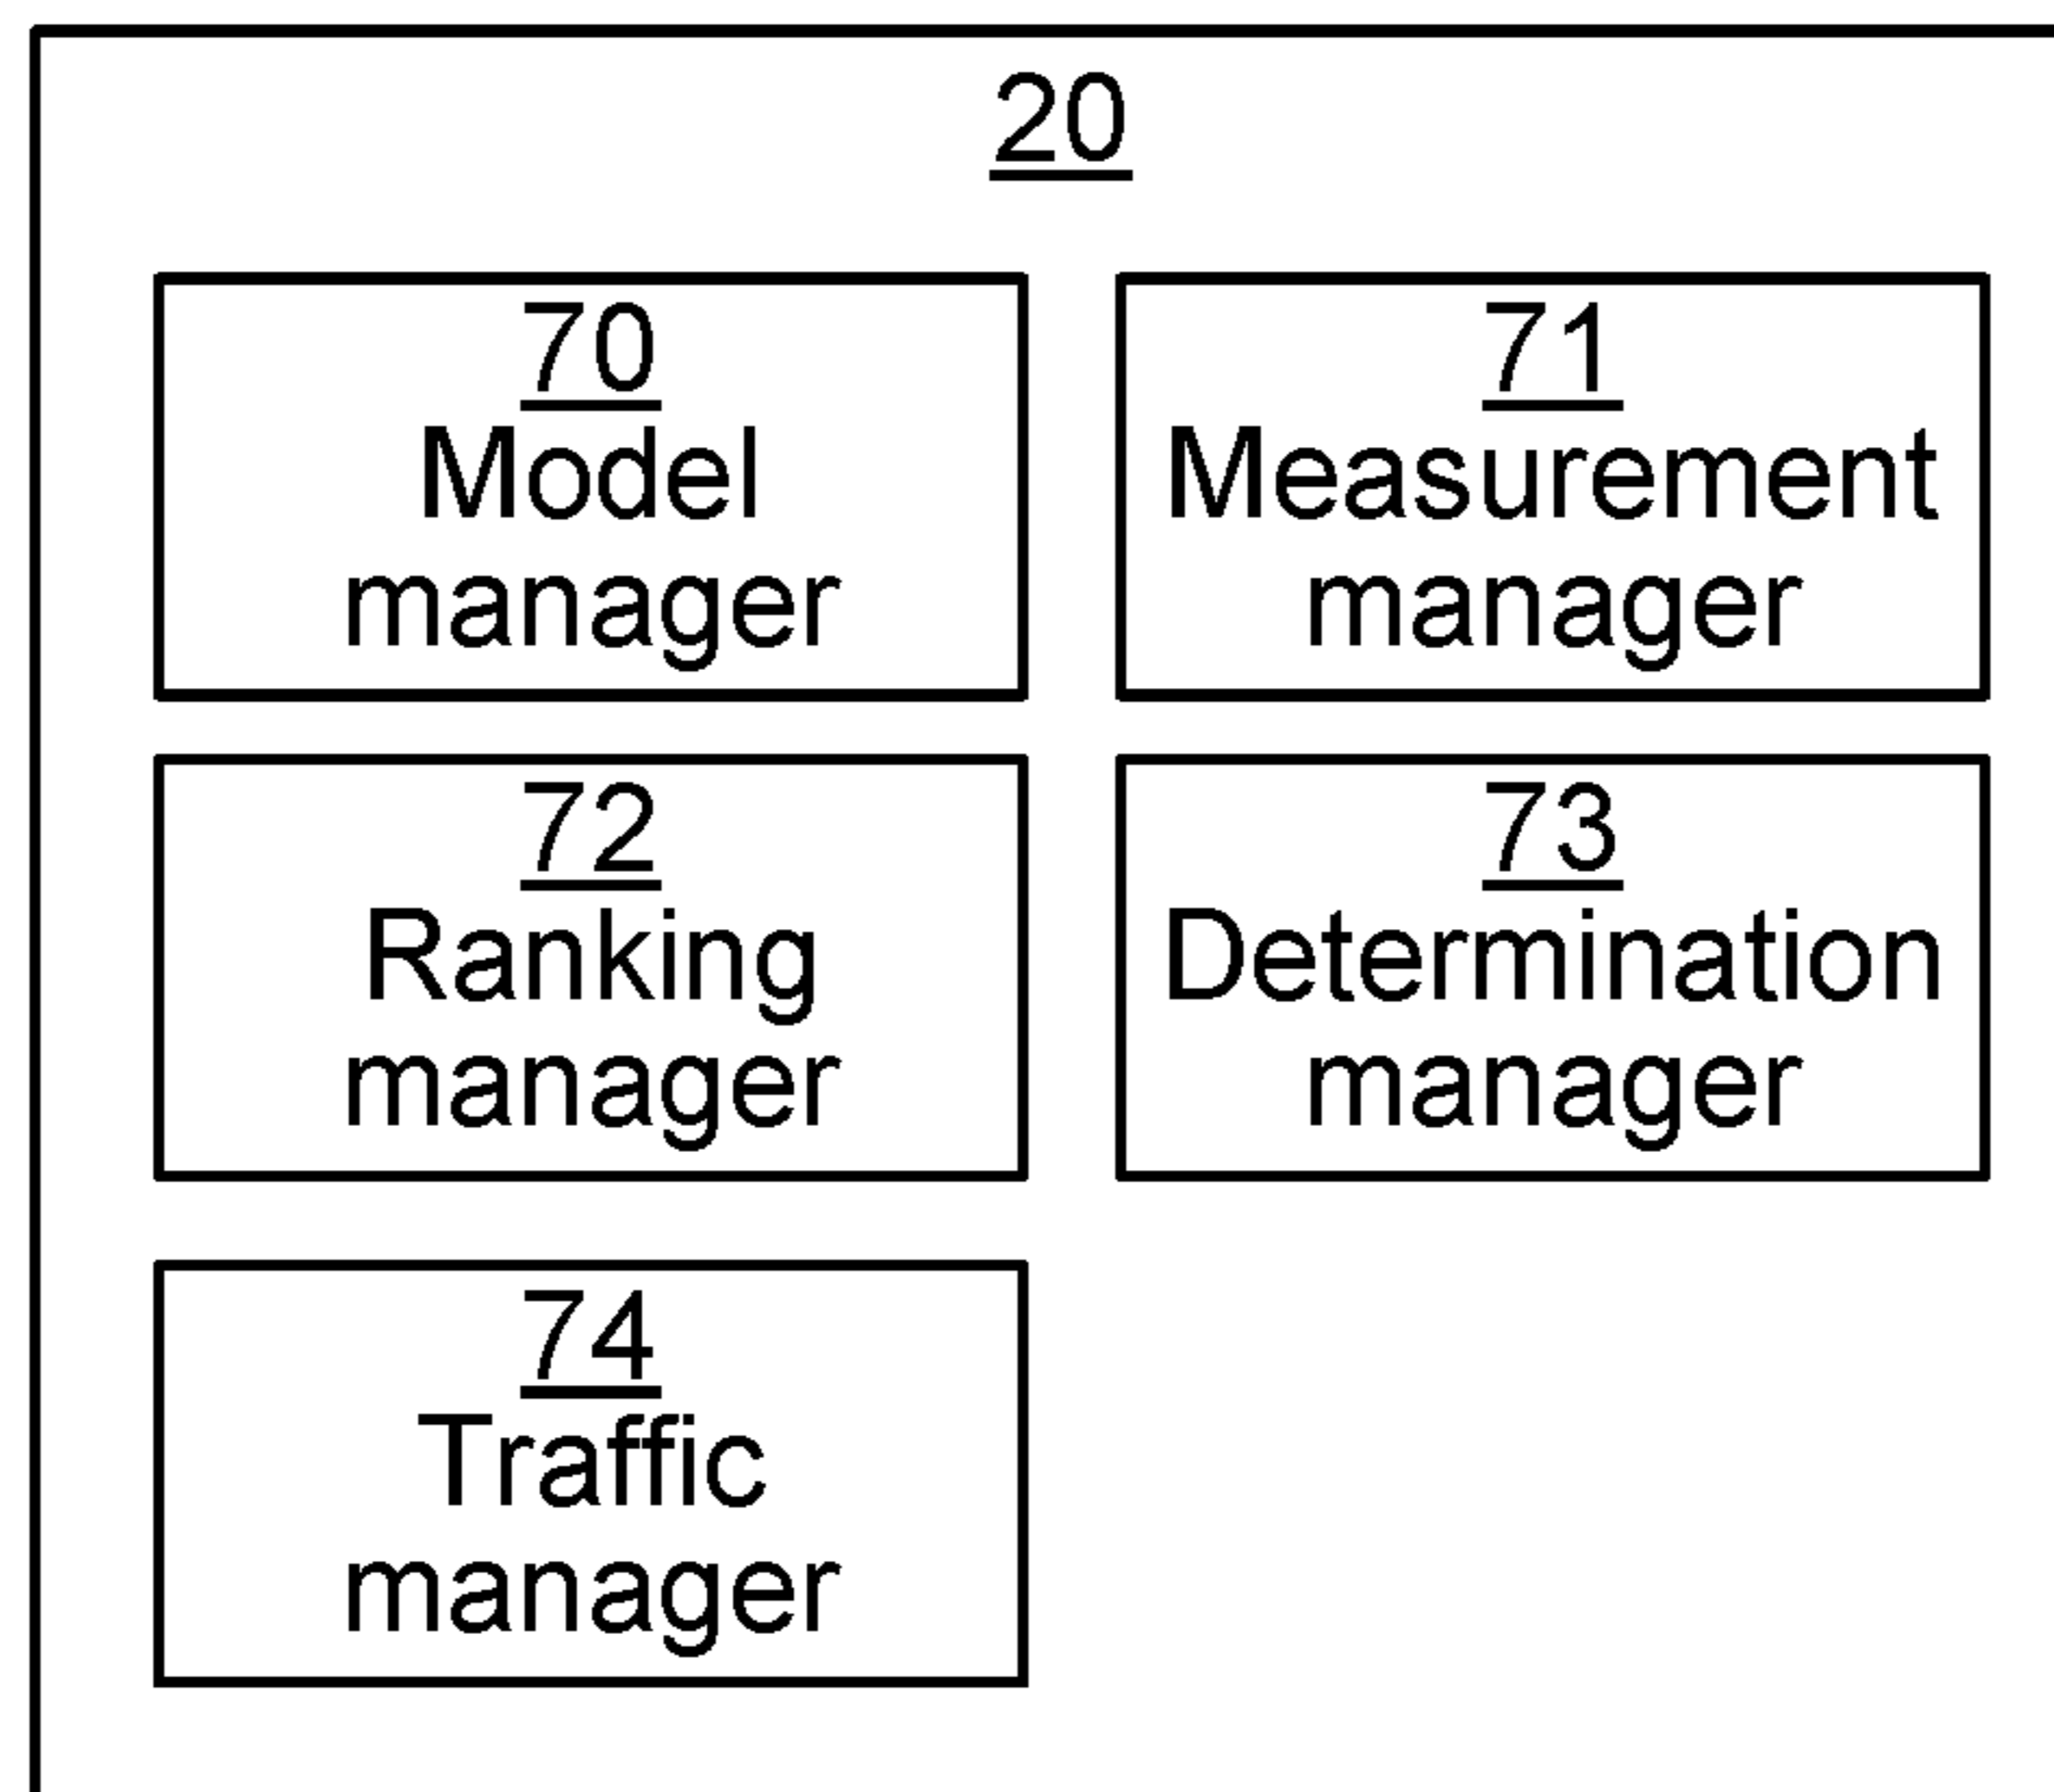 20
70
Model
manager
71
Measurement
manager
72
Ranking
manager
73
Determination
manager
74
Traffic
manager